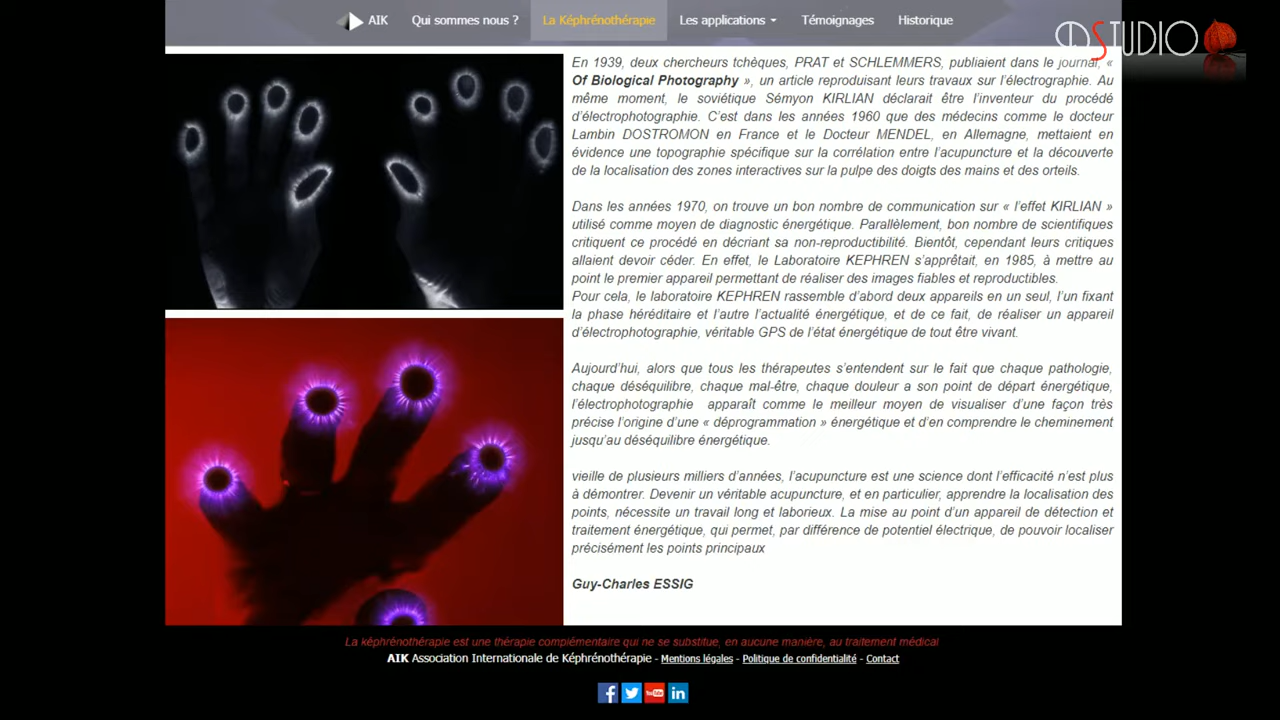 AIK Qui sommes nous ? La Képhrénothérapie Les applications Témoignages Historique
STUDIO
En 1939, deux chercheurs tchèques, PRAT et SCHLEMMERS, publiaient dans le journal, «
Of Biological Photography », un article reproduisant leurs travaux sur l'électrographie. Au
même moment, le soviétique Sémyon KIRLIAN déclarait être l'inventeur du procédé
d'électrophotographie. C'est dans les années 1960 que des médecins comme le docteur
Lambin DOSTROMON en France et le Docteur MENDEL, en Allemagne, mettaient en
évidence une topographie spécifique sur la corrélation entre l'acupuncture et la découverte
de la localisation des zones interactives sur la pulpe des doigts des mains et des orteils.
Dans les années 1970, on trouve un bon nombre de communication sur « l'effet KIRLIAN »
utilisé comme moyen de diagnostic énergétique. Parallèlement, bon nombre de scientifiques
critiquent ce procédé en décriant sa non-reproductibilité. Bientôt, cependant leurs critiques
allaient devoir céder. En effet, le Laboratoire KEPHREN s'apprêtait, en 1985, à mettre au
point le premier appareil permettant de réaliser des images fiables et reproductibles.
Pour cela, le laboratoire KEPHREN rassemble d'abord deux appareils en un seul, l'un fixant
la phase héréditaire et l'autre l'actualité énergétique, et de ce fait, de réaliser un appareil
d'électrophotographie, véritable GPS de l'état énergétique de tout être vivant.
Aujourd'hui, alors que tous les thérapeutes s'entendent sur le fait que chaque pathologie,
chaque déséquilibre, chaque mal-être, chaque douleur a son point de départ énergétique,
l'électrophotographie apparaît comme le meilleur moyen de visualiser d'une façon très
précise l'origine d'une « déprogrammation » énergétique et d'en comprendre le cheminement
jusqu'au déséquilibre énergétique.
vieille de plusieurs milliers d'années, l'acupuncture est une science dont l'efficacité n'est plus
à démontrer. Devenir un véritable acupuncture, et en particulier, apprendre la localisation des
points, nécessite un travail long et laborieux. La mise au point d'un appareil de détection et
traitement énergétique, qui permet, par différence de potentiel électrique, de pouvoir localiser
précisément les points principaux
Guy-Charles ESSIG
La képhrénothérapie est une thérapie complémentaire qui ne se substitue, en aucune manière, au traitement médical
AIK Association Internationale de Képhrénothérapie - Mentions légales - Politique de confidentialité - Contact